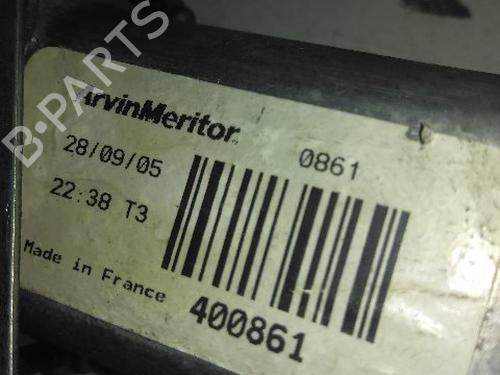 B-PARTS
ArvinMeritor
28/09/05
0861
22:38 T3
Made in France
400861